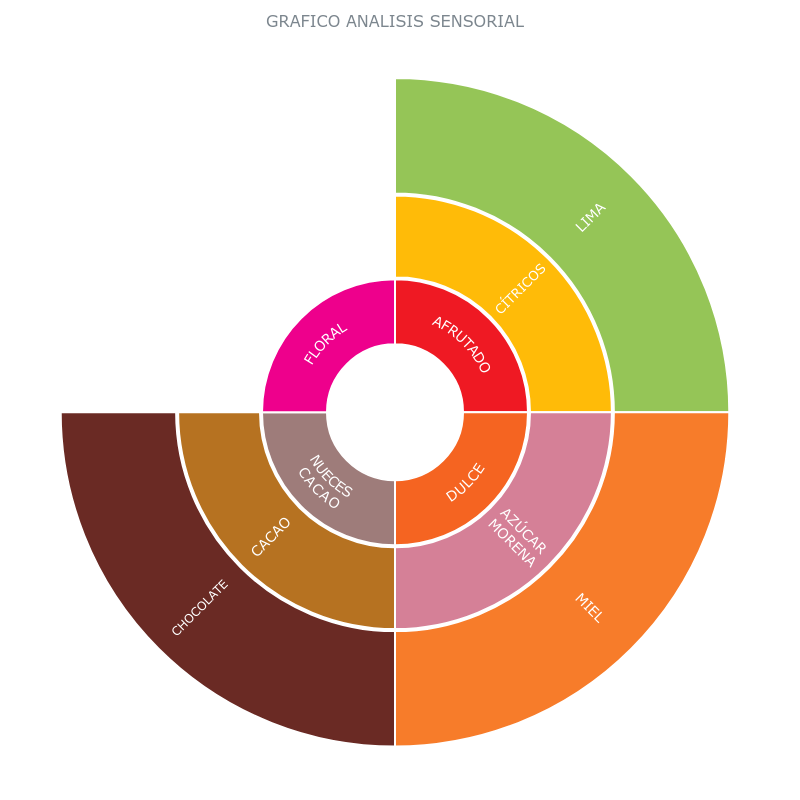 GRAFICO ANALISIS SENSORIAL
LIMA
CÍTRICOS
AFRUTADO
FLORAL
NUECES
CACAO
DULCE
CACAO
AZÚCAR
MORENA
CHOCOLATE
MIEL